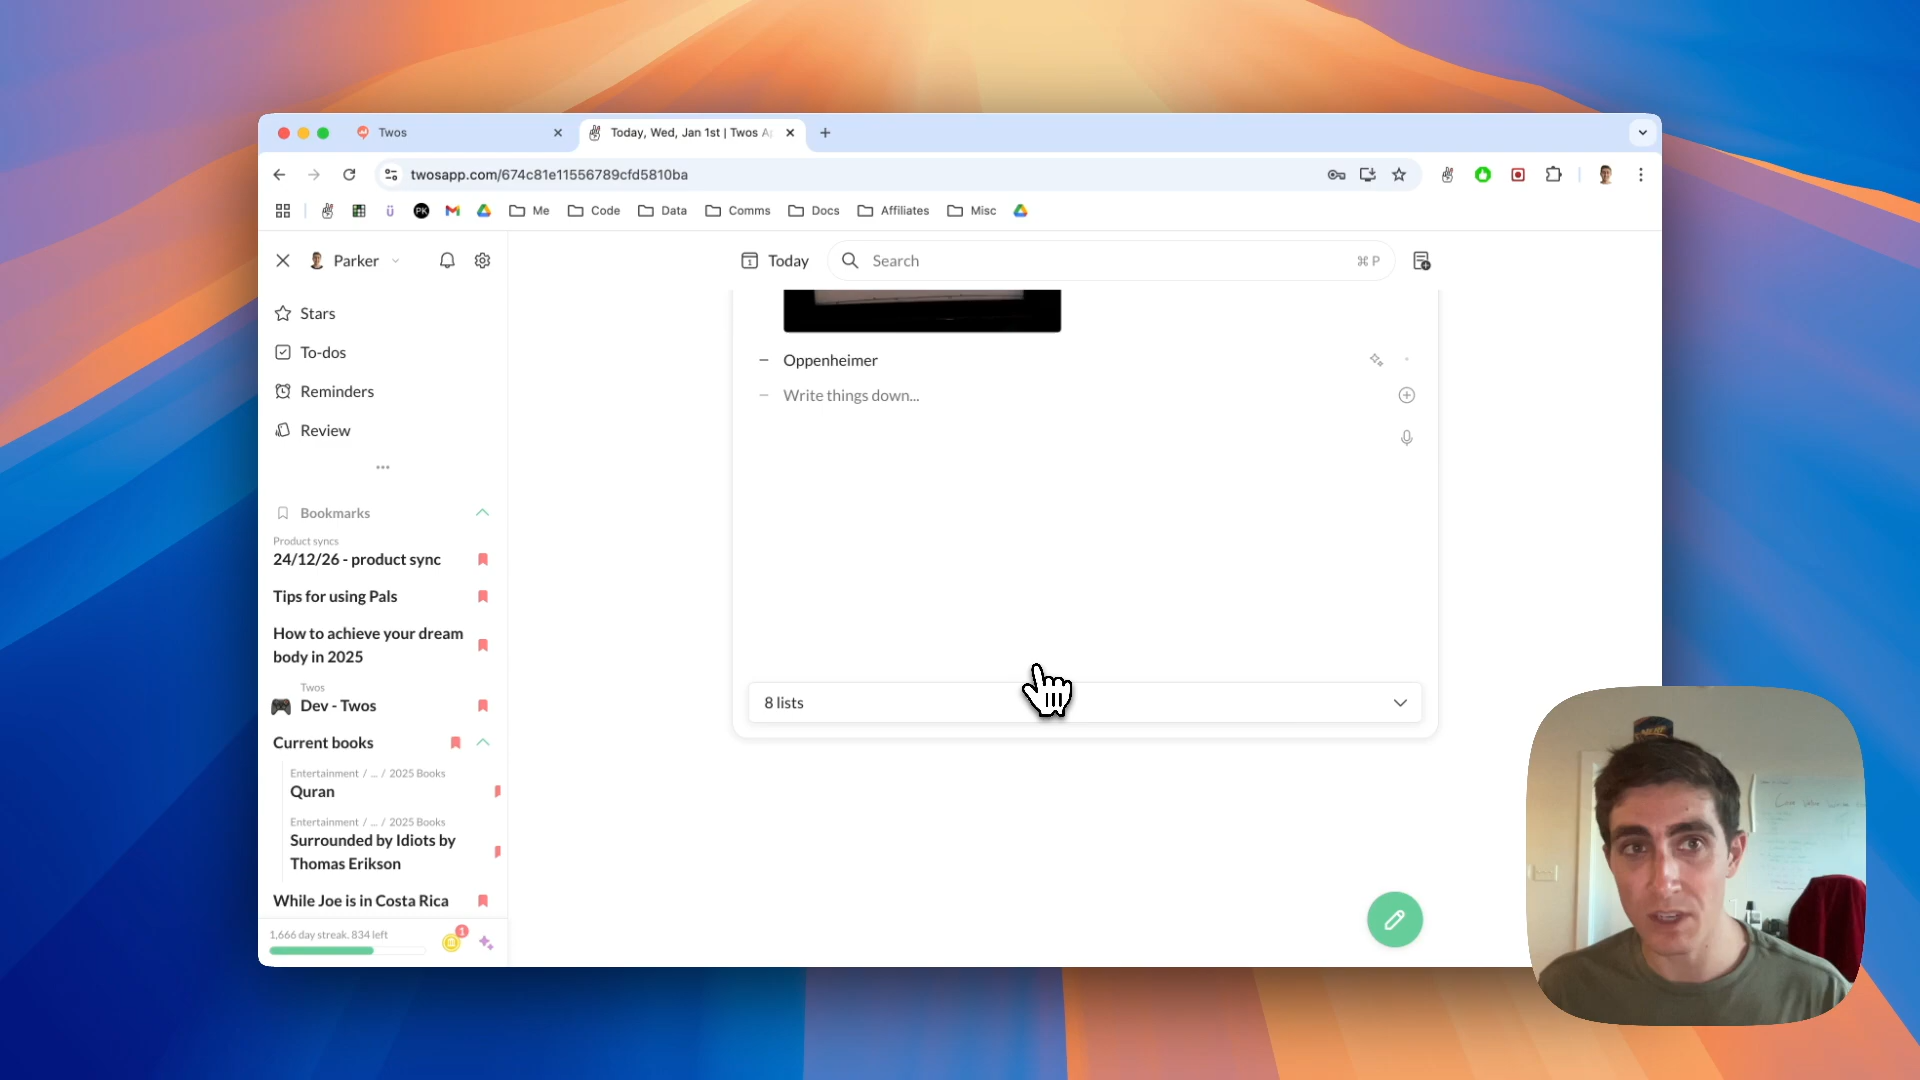 Twos
Today, Wed, Jan 1st | Twos A
twosapp.com/674c81e11556789cfd5810ba
Me
Code
Data
Comms
Docs
Affiliates
Misc
Parker
Today
Search
⌘ P
Stars
To-dos
Reminders
Review
Bookmarks
Product syncs
24/12/26 - product sync
Tips for using Pals
How to achieve your dream
body in 2025
Twos
Dev - Twos
Current books
Entertainment / ... / 2025 Books
Quran
Entertainment / ... / 2025 Books
Surrounded by Idiots by
Thomas Erikson
While Joe is in Costa Rica
1,666 day streak, 834 left
1
Oppenheimer
Write things down...
8 lists